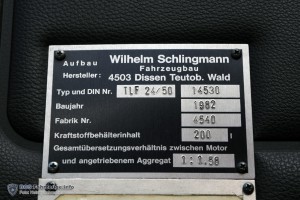 Aufbau Wilhelm Schlingmann
Fahrzeugbau
Hersteller: 4503 Dissen Teutob. Wald
Typ und DIN Nr. TLF 24/50 14530
Baujahr 1982
Fabrik Nr. 4540
Kraftstoffbehälterinhalt 200 l
Gesamtübersetzungsverhältnis zwischen Motor
und angetriebenem Aggregat 1:1.58